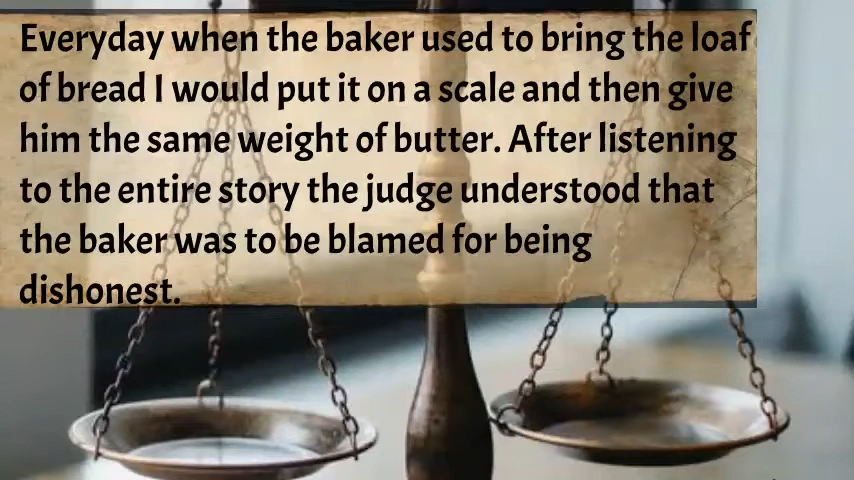 Everyday when the baker used to bring the loaf
of bread I would put it on a scale and then give
him the same weight of butter. After listening
to the entire story the judge understood that
the baker was to be blamed for being
dishonest.